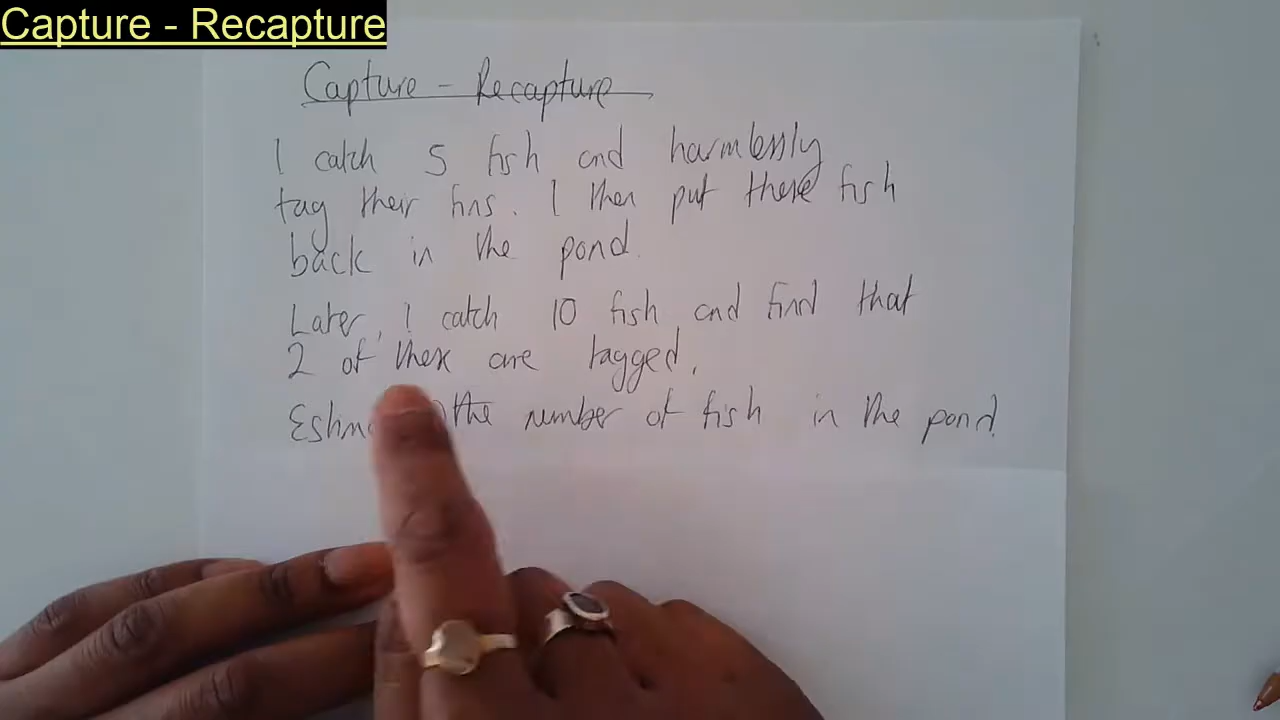 Capture - Recapture
Capture - Recapture
I catch 5 fish and harmlessly
tag their fins. I then put these fish
back in the pond.
Later, I catch 10 fish and find that
2 of these are tagged.
the number of fish in the pond.